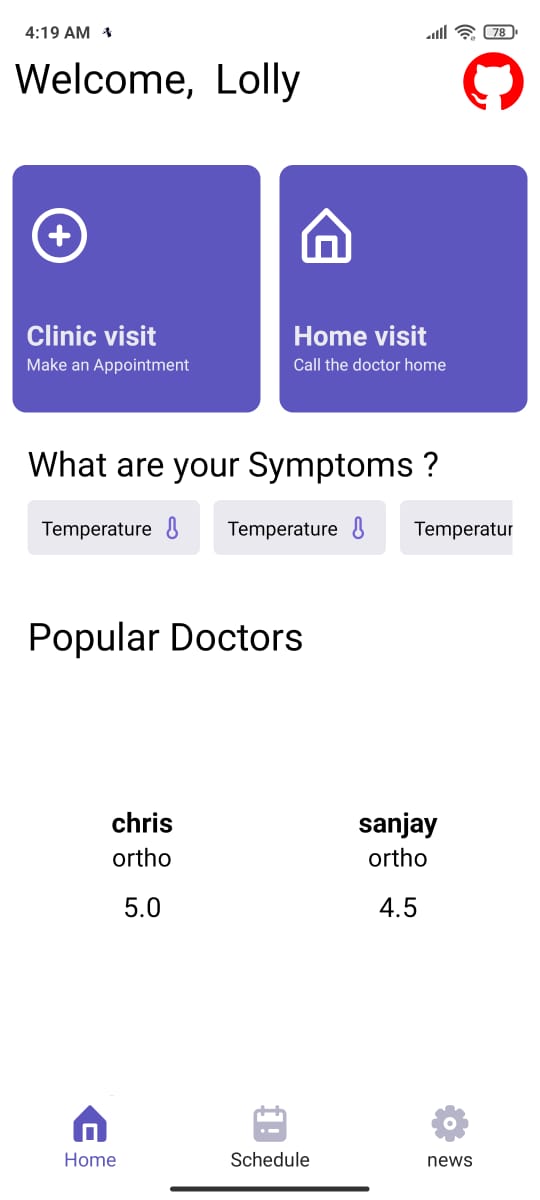 4:19 AM 78
Welcome, Lolly
Clinic visit
Make an Appointment
Home visit
Call the doctor home
What are your Symptoms ?
Temperature Temperature Temperatur
Popular Doctors
chris sanjay
ortho ortho
5.0 4.5
Home Schedule news